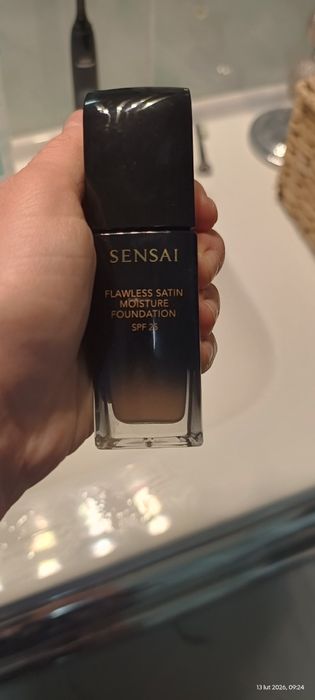 SENSAI
FLAWLESS SATIN
MOISTURE
FOUNDATION
SPF 25
13 lut 2026, 09:24